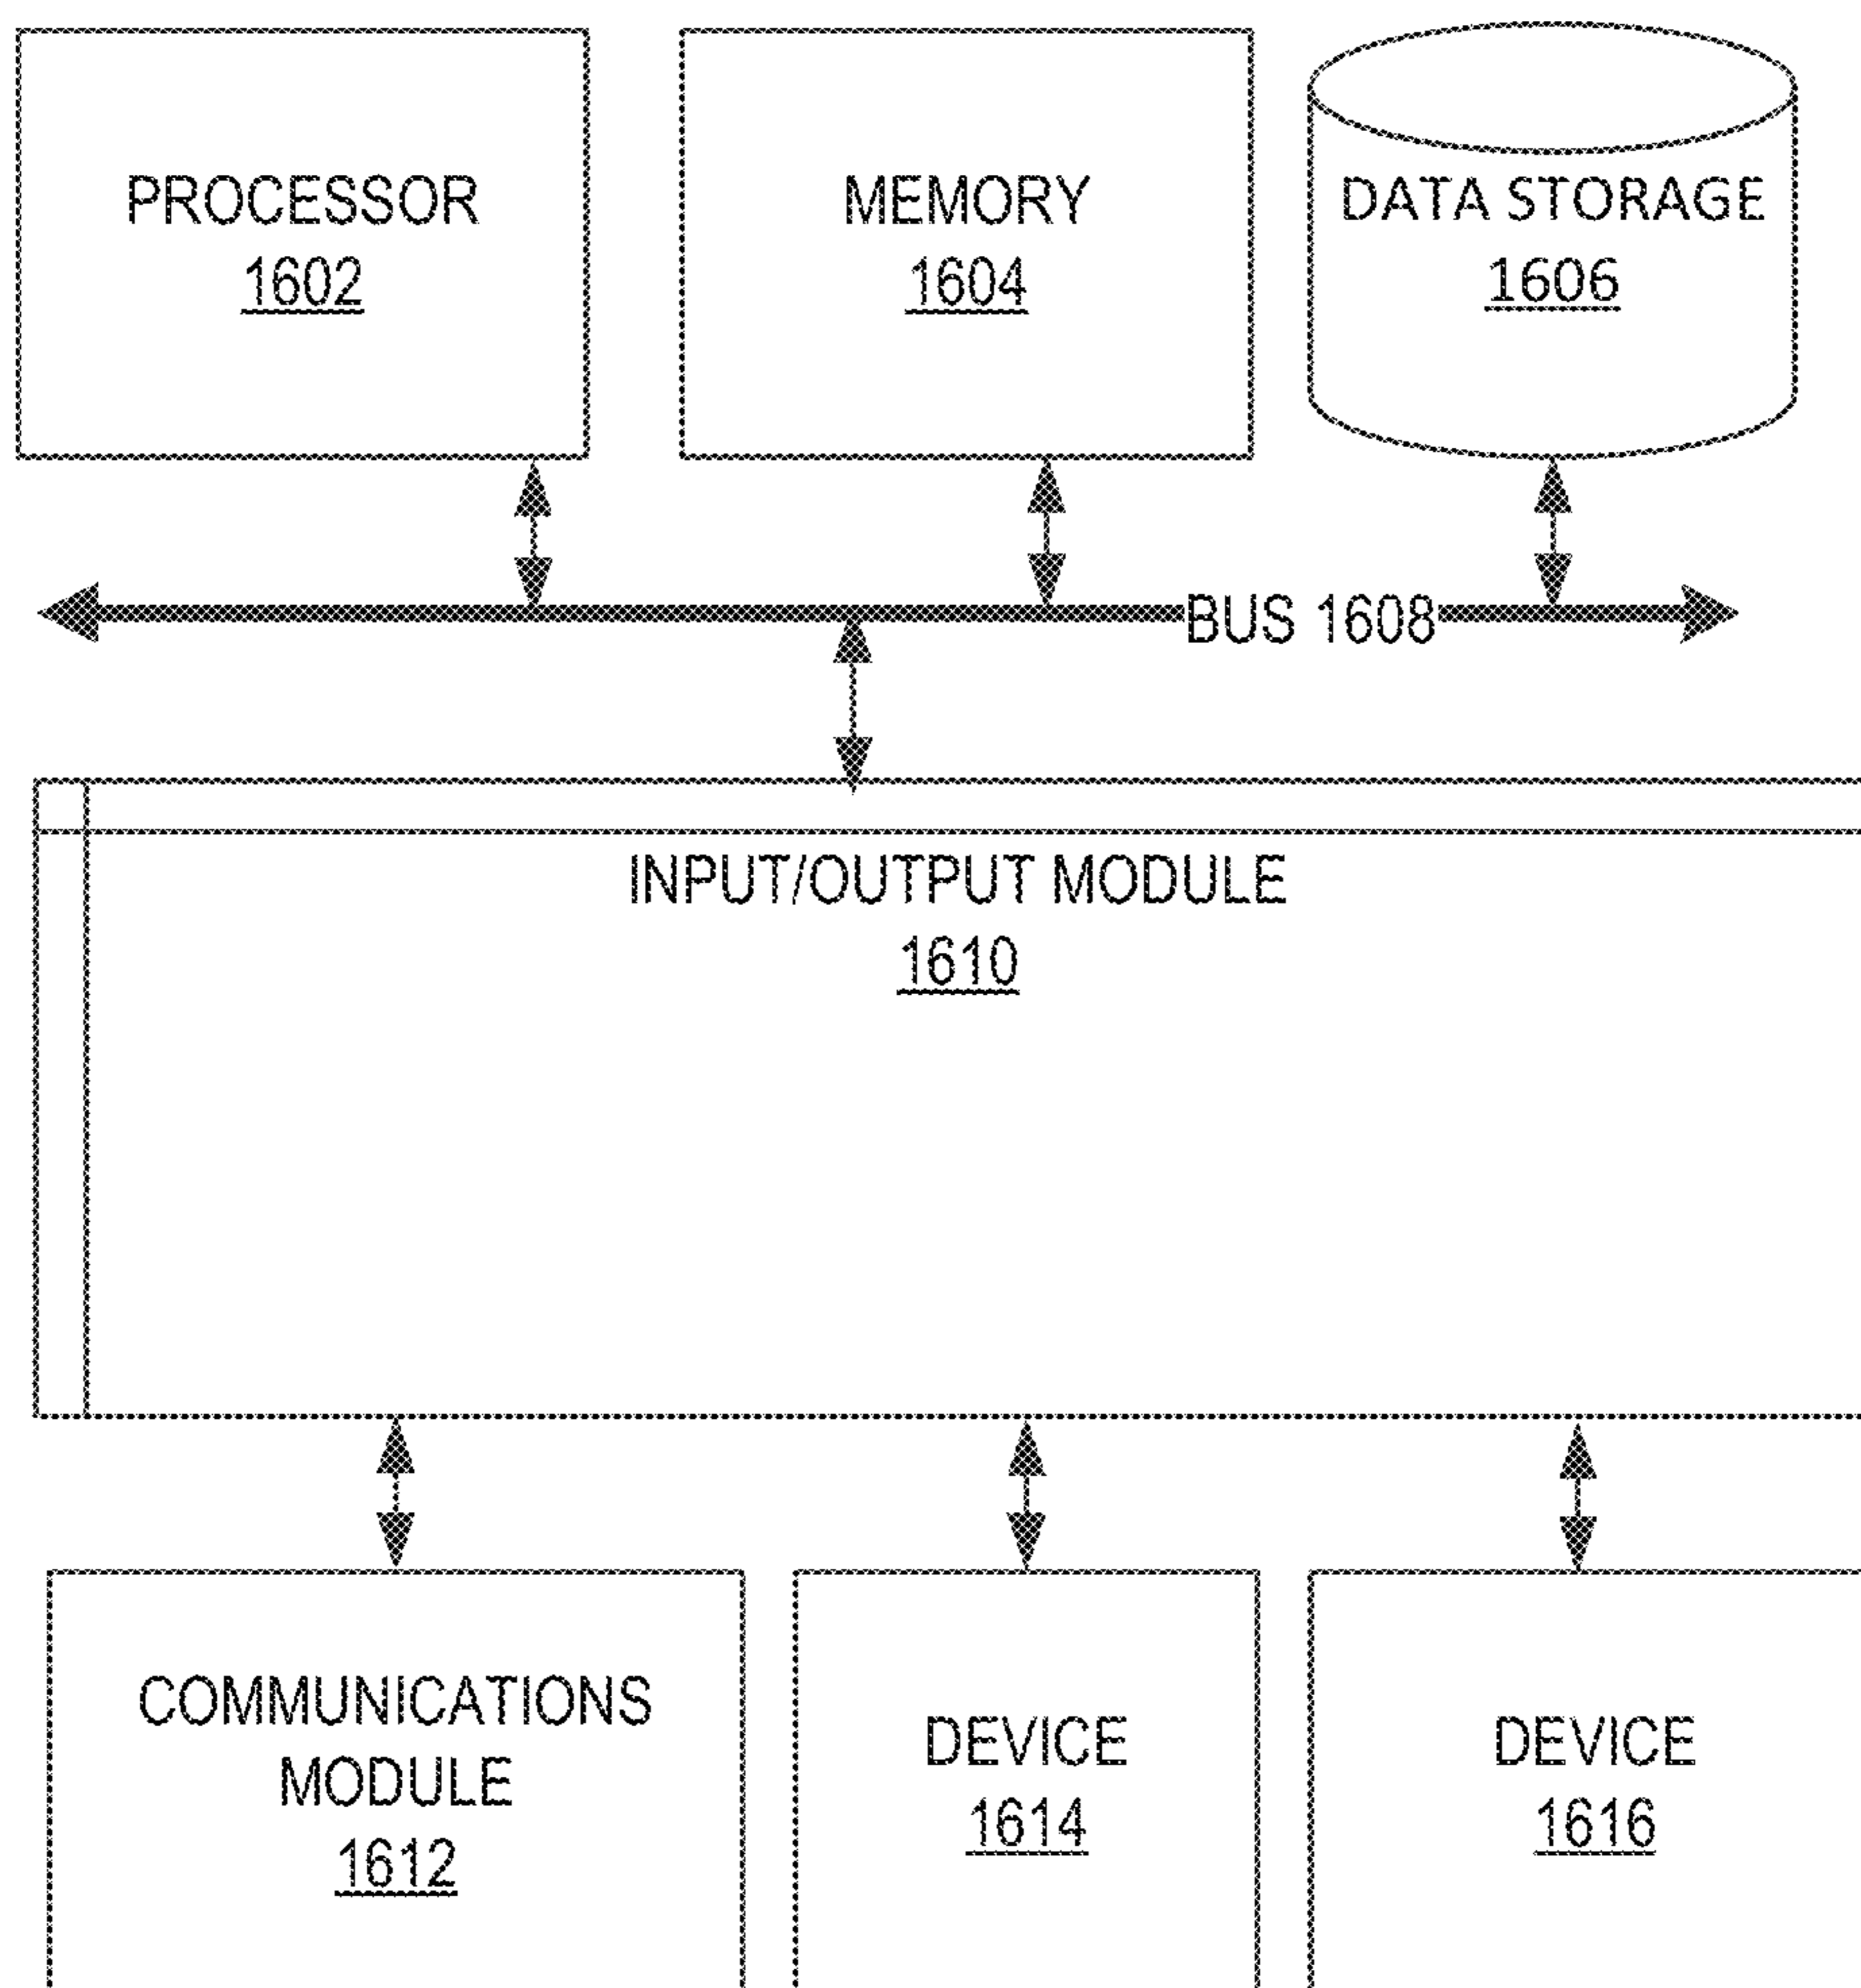 PROCESSOR
1602
MEMORY
1604
DATA STORAGE
1606
BUS 1608
INPUT/OUTPUT MODULE
1610
COMMUNICATIONS
MODULE
1612
DEVICE
1614
DEVICE
1616